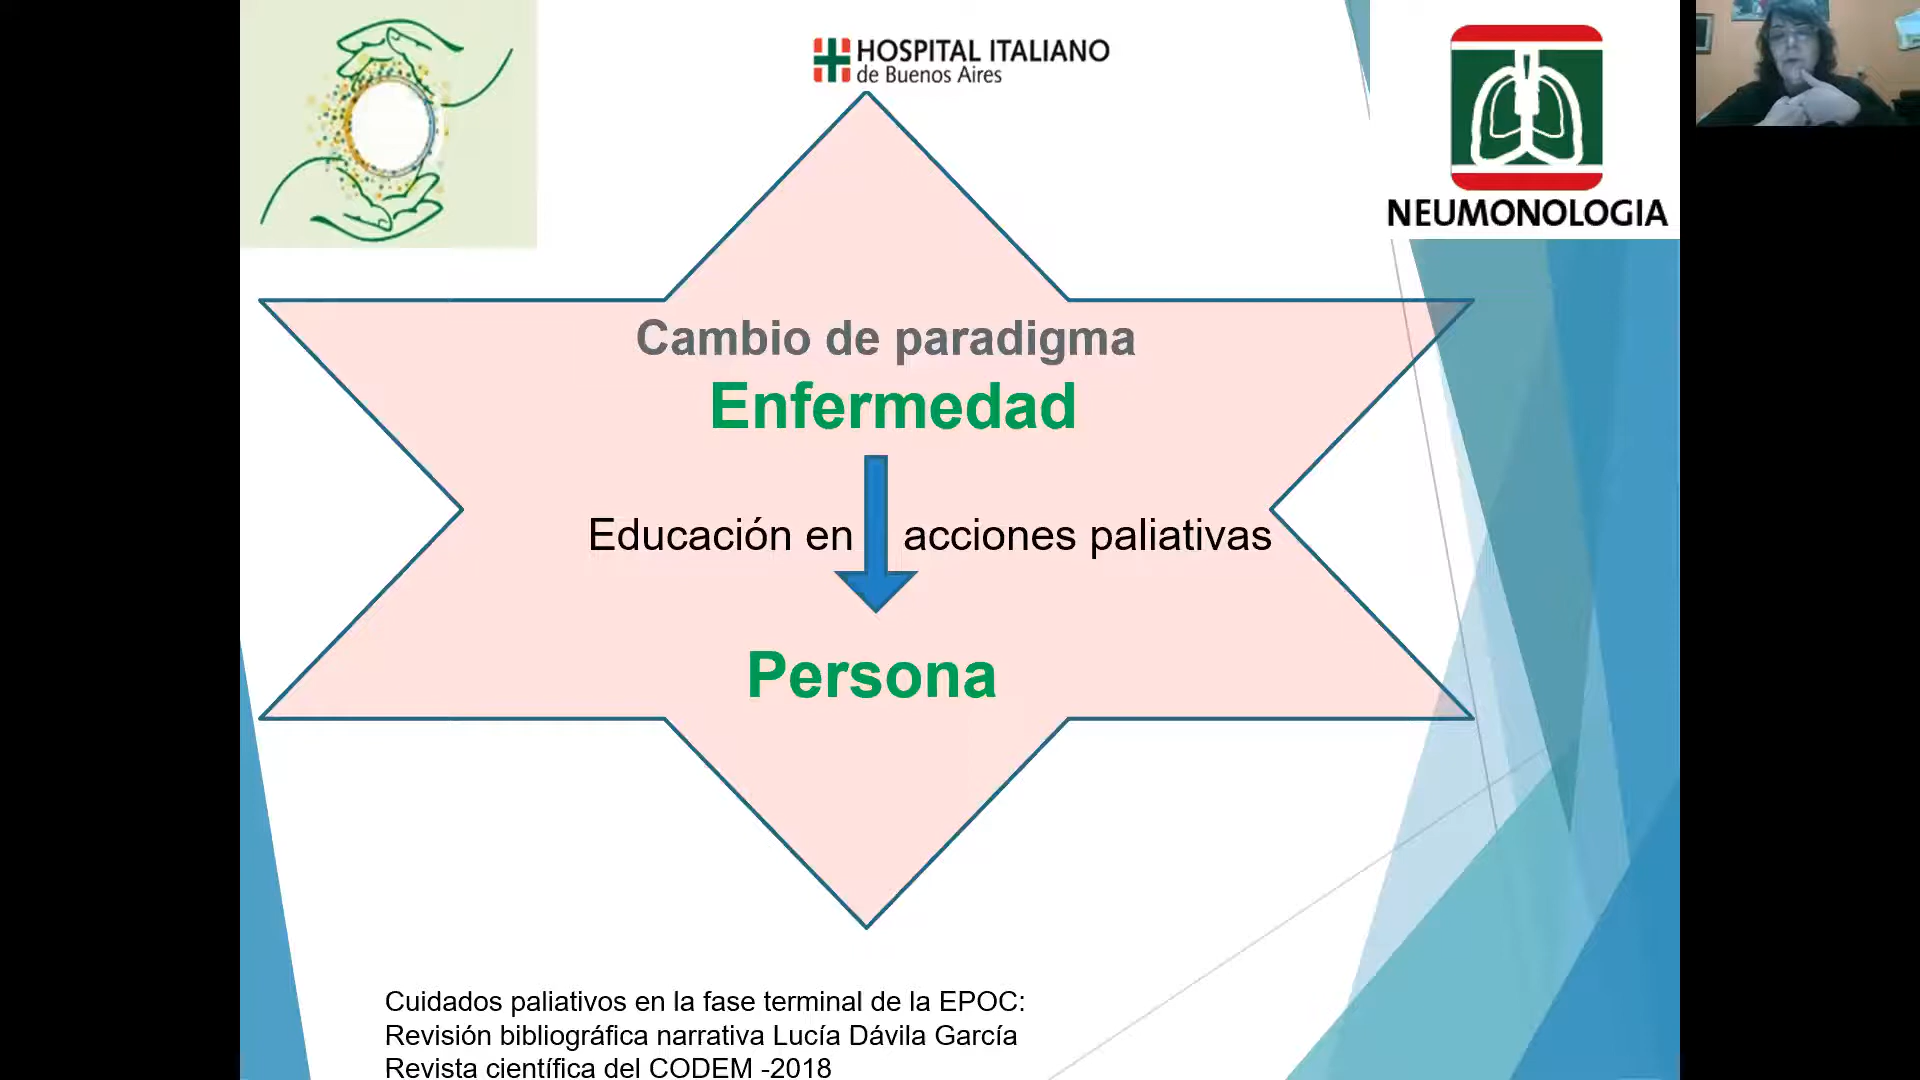 HOSPITAL ITALIANO
de Buenos Aires
NEUMONOLOGIA
Cambio de paradigma
Enfermedad
Educación en acciones paliativas
Persona
Cuidados paliativos en la fase terminal de la EPOC:
Revisión bibliográfica narrativa Lucía Dávila García
Revista científica del CODEM -2018